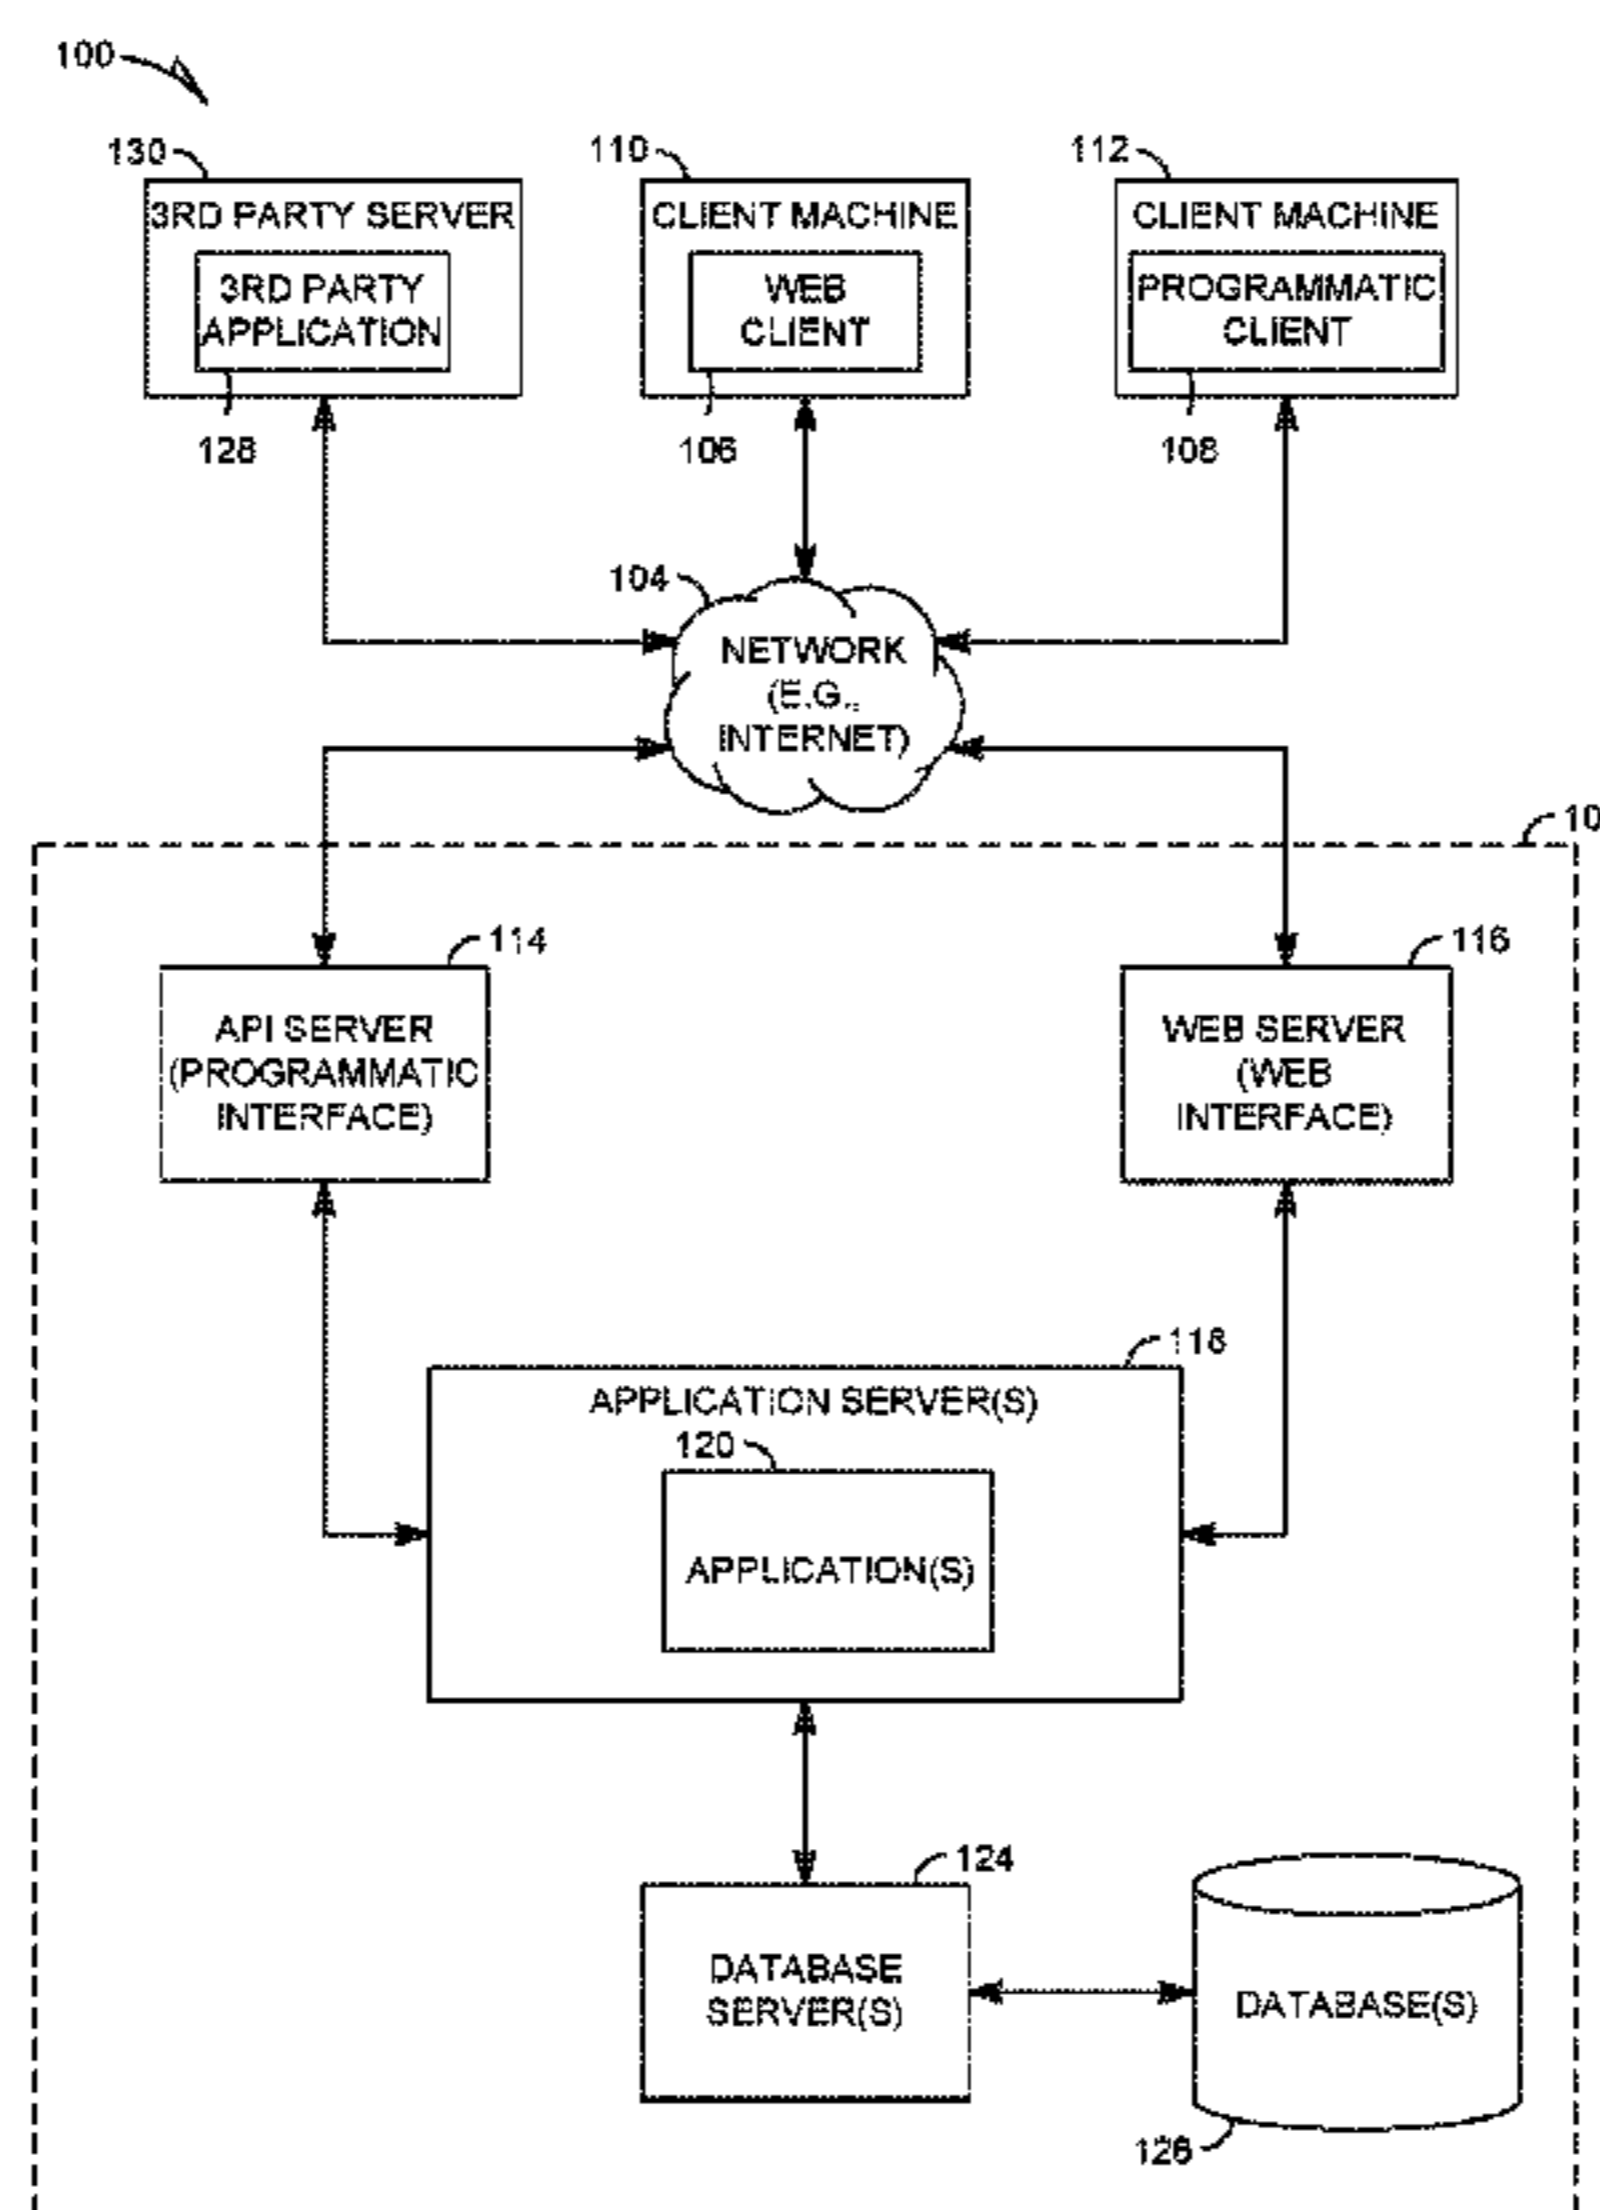 100
130
110
112
3RD PARTY SERVER
CLIENT MACHINE
CLIENT MACHINE
3RD PARTY
APPLICATION
WEB
CLIENT
PROGRAMMATIC
CLIENT
128
106
108
104
NETWORK
(E.G.,
INTERNET)
10
114
116
API SERVER
(PROGRAMMATIC
INTERFACE)
WEB SERVER
(WEB
INTERFACE)
118
APPLICATION SERVER(S)
120
APPLICATION(S)
124
DATABASE
SERVER(S)
DATABASE(S)
126